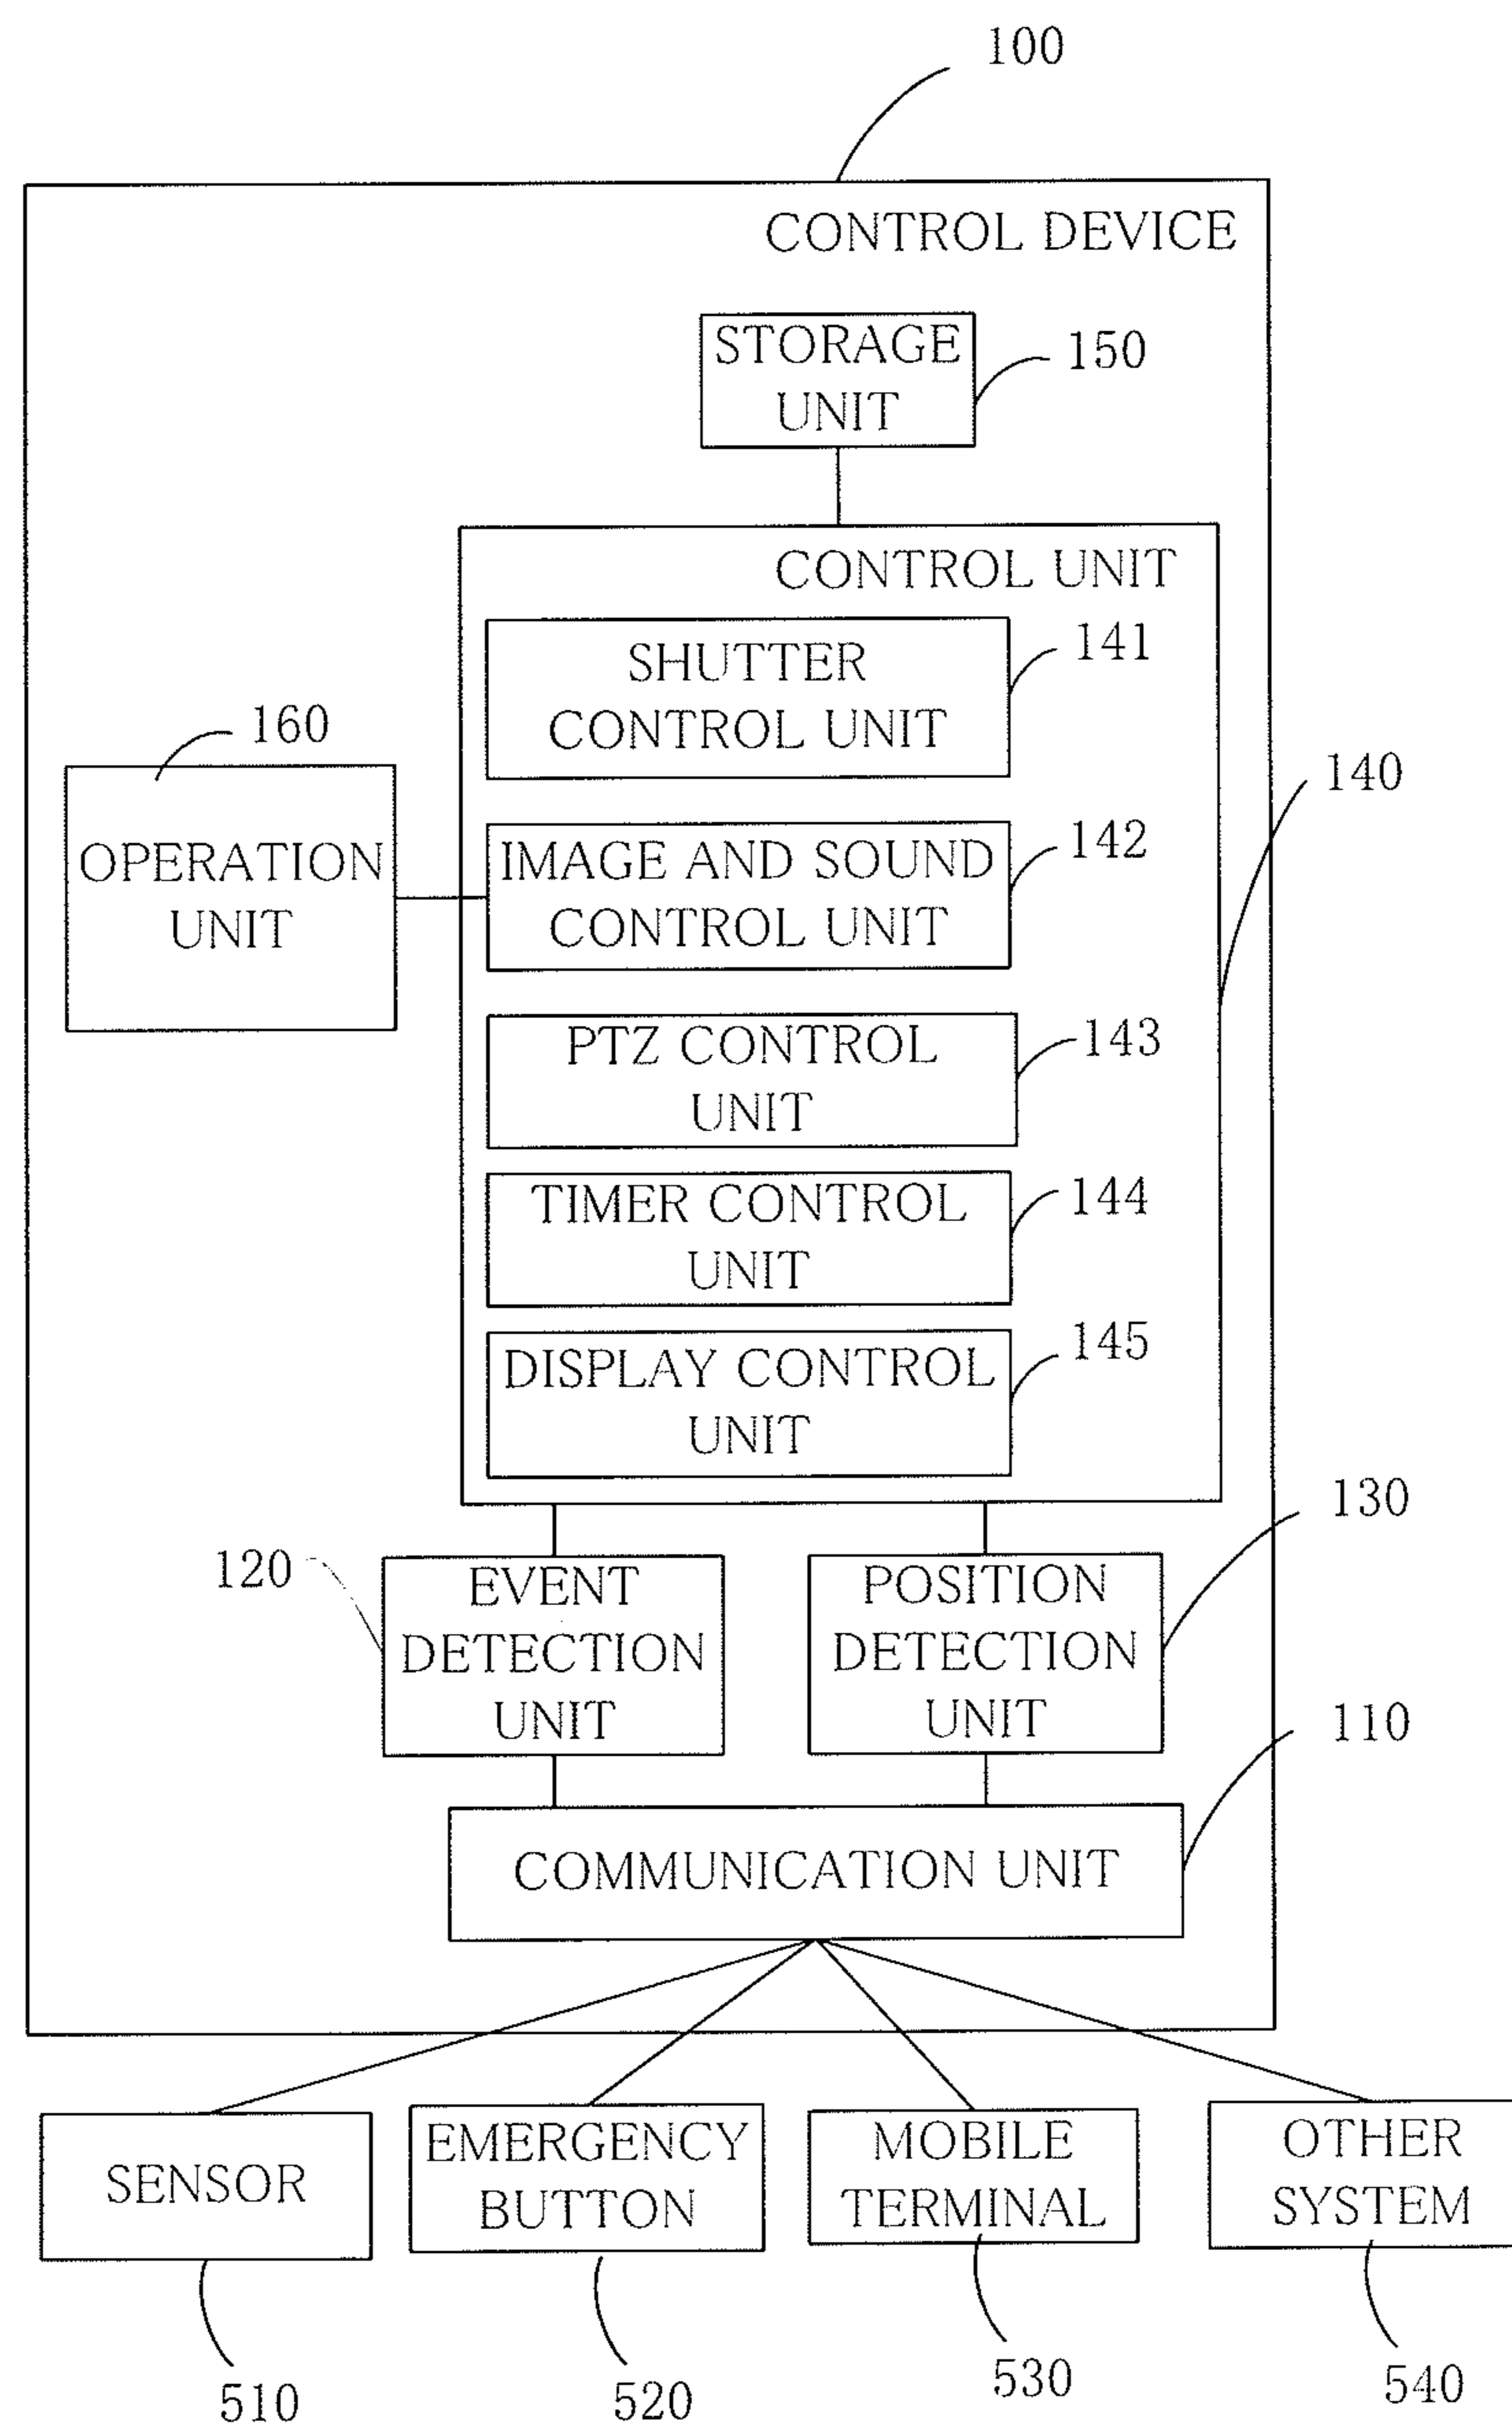 100
CONTROL DEVICE
STORAGE
UNIT
150
CONTROL UNIT
SHUTTER
CONTROL UNIT
141
160
OPERATION
UNIT
140
IMAGE AND SOUND
CONTROL UNIT
142
PTZ CONTROL
UNIT
143
TIMER CONTROL
UNIT
144
DISPLAY CONTROL
UNIT
145
120
EVENT
DETECTION
UNIT
POSITION
DETECTION
UNIT
130
110
COMMUNICATION UNIT
SENSOR
EMERGENCY
BUTTON
MOBILE
TERMINAL
OTHER
SYSTEM
510
520
530
540